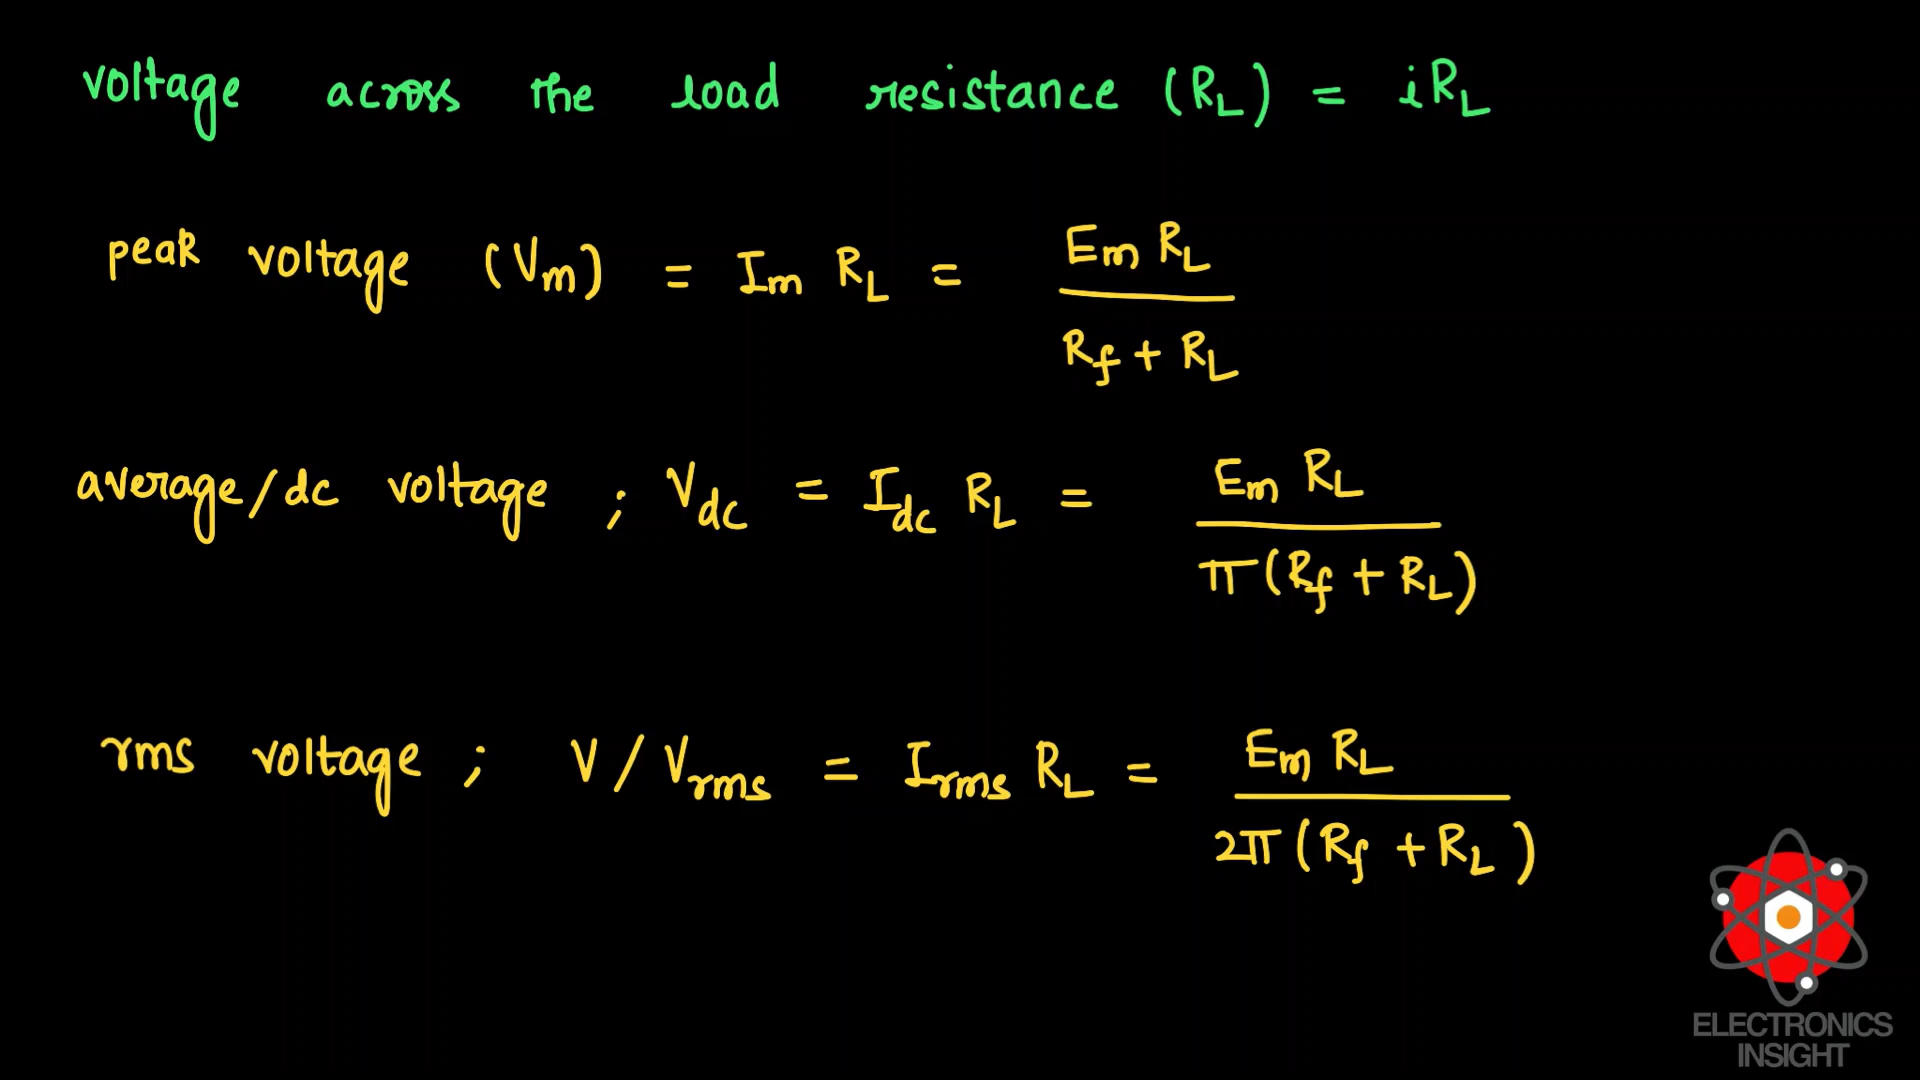 voltage across the load resistance (RL) = iRL
peak voltage (Vm) = Im RL = Em RL / Rf + RL
average/dc voltage ; Vdc = Idc RL = Em RL / π(Rf + RL)
rms voltage ; V/Vrms = Irms RL = Em RL / 2π(Rf + RL)
ELECTRONICS
INSIGHT